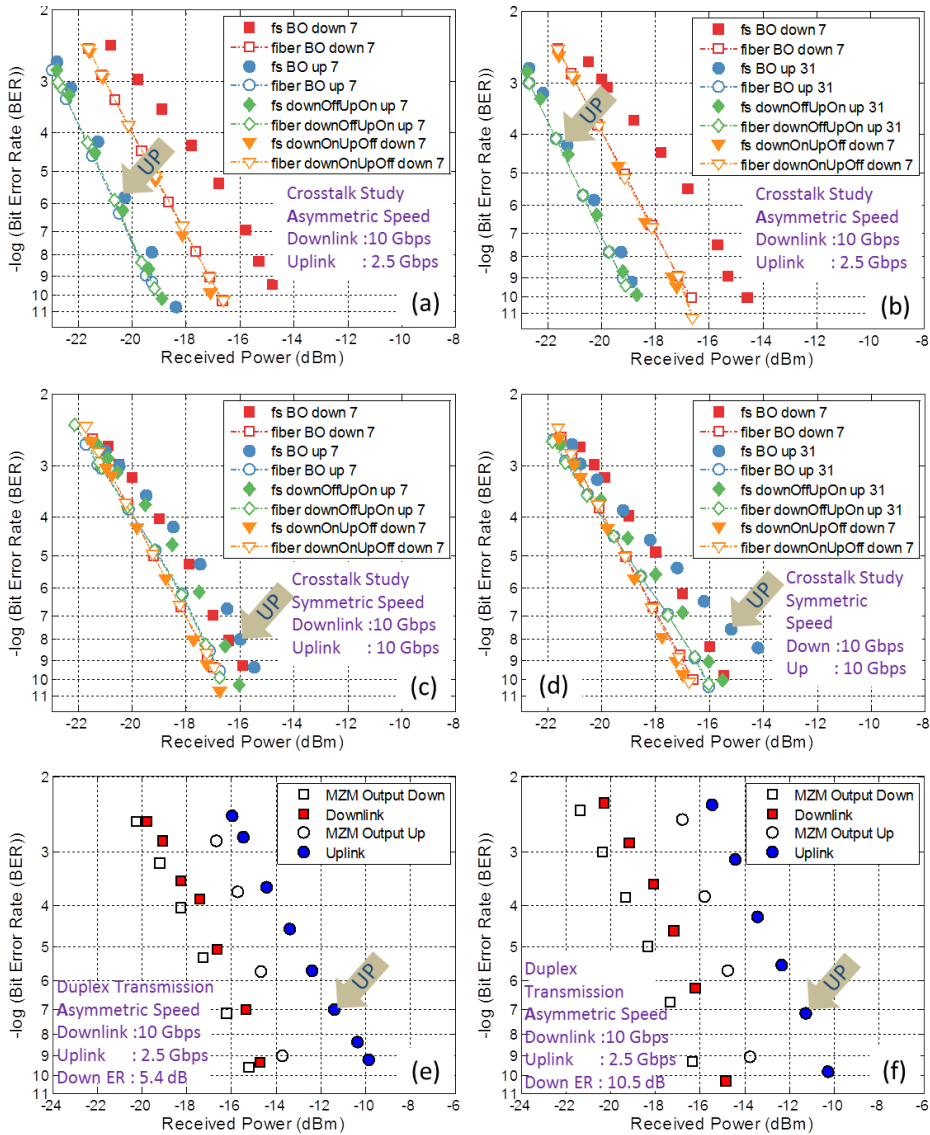 2
3
4
5
6
7
8
9
10
11
-22
-20
-18
-16
-14
-12
-10
-8
-log (Bit Error Rate (BER))
Received Power (dBm)
fs BO down 7
fiber BO down 7
fs BO up 7
fiber BO up 7
fs downOffUpOn up 7
fiber downOffUpOn up 7
fs downOnUpOff down 7
fiber downOnUpOff down 7
UP
Crosstalk Study
Asymmetric Speed
Downlink :10 Gbps
Uplink : 2.5 Gbps
(a)
2
3
4
5
6
7
8
9
10
11
-22
-20
-18
-16
-14
-12
-10
-8
-log (Bit Error Rate (BER))
Received Power (dBm)
fs BO down 7
fiber BO down 7
fs BO up 31
fiber BO up 31
fs downOffUpOn up 31
fiber downOffUpOn up 31
fs downOnUpOff down 7
fiber downOnUpOff down 7
UP
Crosstalk Study
Asymmetric Speed
Downlink :10 Gbps
Uplink : 2.5 Gbps
(b)
2
3
4
5
6
7
8
9
10
11
-22
-20
-18
-16
-14
-12
-10
-8
-log (Bit Error Rate (BER))
Received Power (dBm)
fs BO down 7
fiber BO down 7
fs BO up 7
fiber BO up 7
fs downOffUpOn up 7
fiber downOffUpOn up 7
fs downOnUpOff down 7
fiber downOnUpOff down 7
UP
Crosstalk Study
Symmetric Speed
Downlink :10 Gbps
Uplink : 10 Gbps
(c)
2
3
4
5
6
7
8
9
10
11
-22
-20
-18
-16
-14
-12
-10
-8
-log (Bit Error Rate (BER))
Received Power (dBm)
fs BO down 7
fiber BO down 7
fs BO up 31
fiber BO up 31
fs downOffUpOn up 31
fiber downOffUpOn up 31
fs downOnUpOff down 7
fiber downOnUpOff down 7
UP
Crosstalk Study
Symmetric
Speed
Down :10 Gbps
Up : 10 Gbps
(d)
2
3
4
5
6
7
8
9
10
11
-24
-22
-20
-18
-16
-14
-12
-10
-8
-6
-log (Bit Error Rate (BER))
Received Power (dBm)
MZM Output Down
Downlink
MZM Output Up
Uplink
UP
Duplex Transmission
Asymmetric Speed
Downlink :10 Gbps
Uplink : 2.5 Gbps
Down ER : 5.4 dB
(e)
2
3
4
5
6
7
8
9
10
11
-24
-22
-20
-18
-16
-14
-12
-10
-8
-6
-log (Bit Error Rate (BER))
Received Power (dBm)
MZM Output Down
Downlink
MZM Output Up
Uplink
UP
Duplex
Transmission
Asymmetric Speed
Downlink :10 Gbps
Uplink : 2.5 Gbps
Down ER : 10.5 dB
(f)